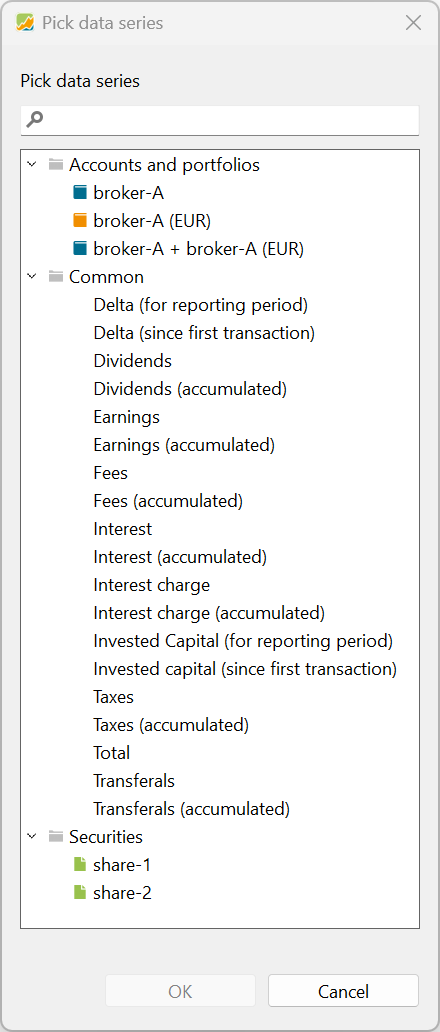 Pick data series
Pick data series
Accounts and portfolios
broker-A
broker-A (EUR)
broker-A + broker-A (EUR)
Common
Delta (for reporting period)
Delta (since first transaction)
Dividends
Dividends (accumulated)
Earnings
Earnings (accumulated)
Fees
Fees (accumulated)
Interest
Interest (accumulated)
Interest charge
Interest charge (accumulated)
Invested Capital (for reporting period)
Invested capital (since first transaction)
Taxes
Taxes (accumulated)
Total
Transferals
Transferals (accumulated)
Securities
share-1
share-2
OK Cancel